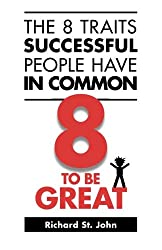 THE 8 TRAITS
SUCCESSFUL
PEOPLE HAVE
IN COMMON
8
TO BE
GREAT
Richard St. John